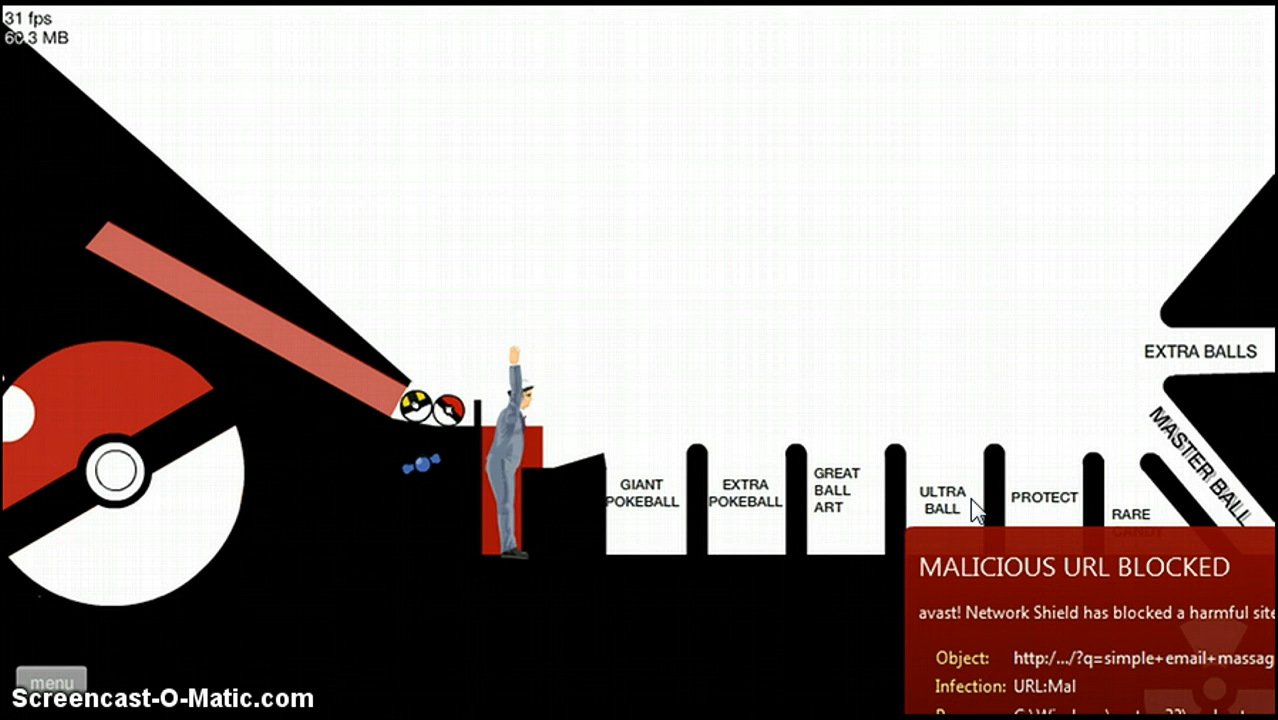 31 fps
60.3 MB
EXTRA BALLS
MASTER BALL
GIANT
POKEBALL
EXTRA
POKEBALL
GREAT
BALL
ART
ULTRA
BALL
PROTECT
RARE
CANDY
MALICIOUS URL BLOCKED
avast! Network Shield has blocked a harmful site
Object: http:/.../?q=simple+email+massag
Infection: URL:Mal
menu
Screencast-O-Matic.com